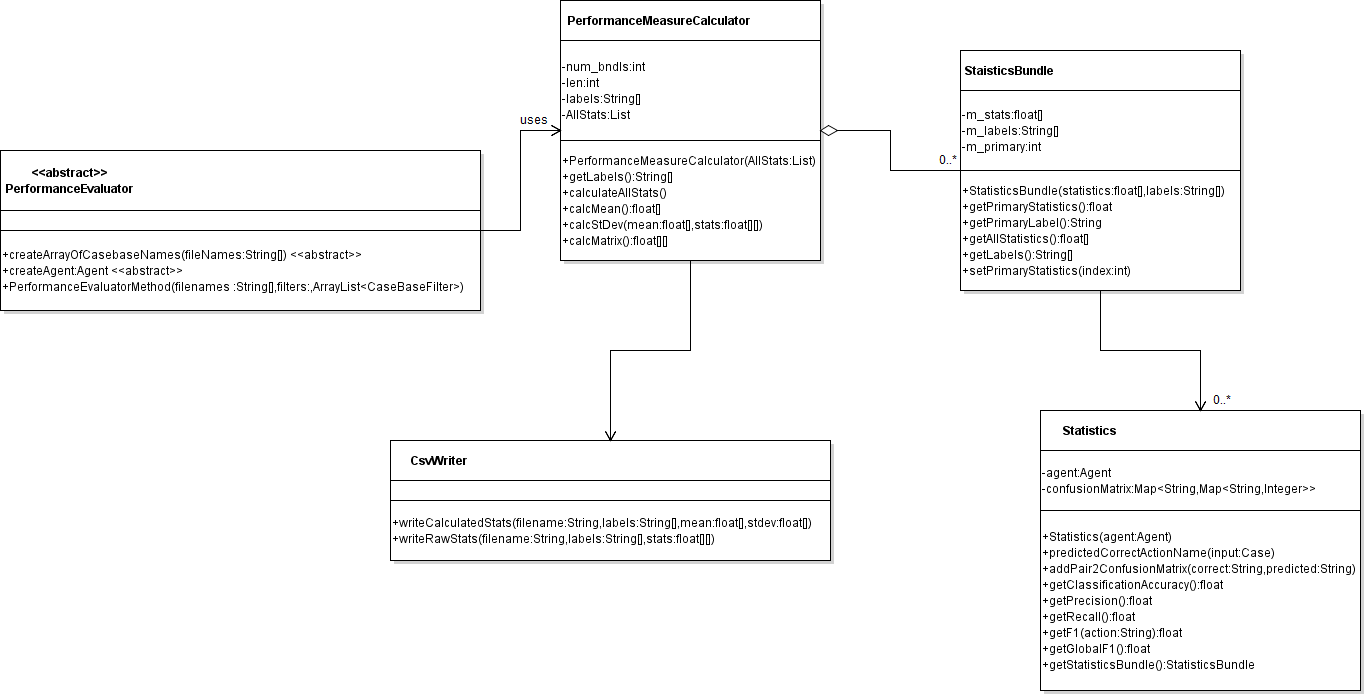 PerformanceMeasureCalculator
-num_bndls:int
-len:int
-labels:String[]
-AllStats:List
+PerformanceMeasureCalculator(AllStats:List)
+getLabels():String[]
+calculateAllStats()
+calcMean():float[]
+calcStDev(mean:float[],stats:float[][])
+calcMatrix():float[][]
uses
<<abstract>>
PerformanceEvaluator
+createArrayOfCasebaseNames(fileNames:String[]) <<abstract>>
+createAgent:Agent <<abstract>>
+PerformanceEvaluatorMethod(filenames :String[],filters:,ArrayList<CaseBaseFilter>)
0..*
StaisticsBundle
-m_stats:float[]
-m_labels:String[]
-m_primary:int
+StatisticsBundle(statistics:float[],labels:String[])
+getPrimaryStatistics():float
+getPrimaryLabel():String
+getAllStatistics():float[]
+getLabels():String[]
+setPrimaryStatistics(index:int)
CsvWriter
+writeCalculatedStats(filename:String,labels:String[],mean:float[],stdev:float[])
+writeRawStats(filename:String,labels:String[],stats:float[][])
0..*
Statistics
-agent:Agent
-confusionMatrix:Map<String,Map<String,Integer>>
+Statistics(agent:Agent)
+predictedCorrectActionName(input:Case)
+addPair2ConfusionMatrix(correct:String,predicted:String)
+getClassificationAccuracy():float
+getPrecision():float
+getRecall():float
+getF1(action:String):float
+getGlobalF1():float
+getStatisticsBundle():StatisticsBundle